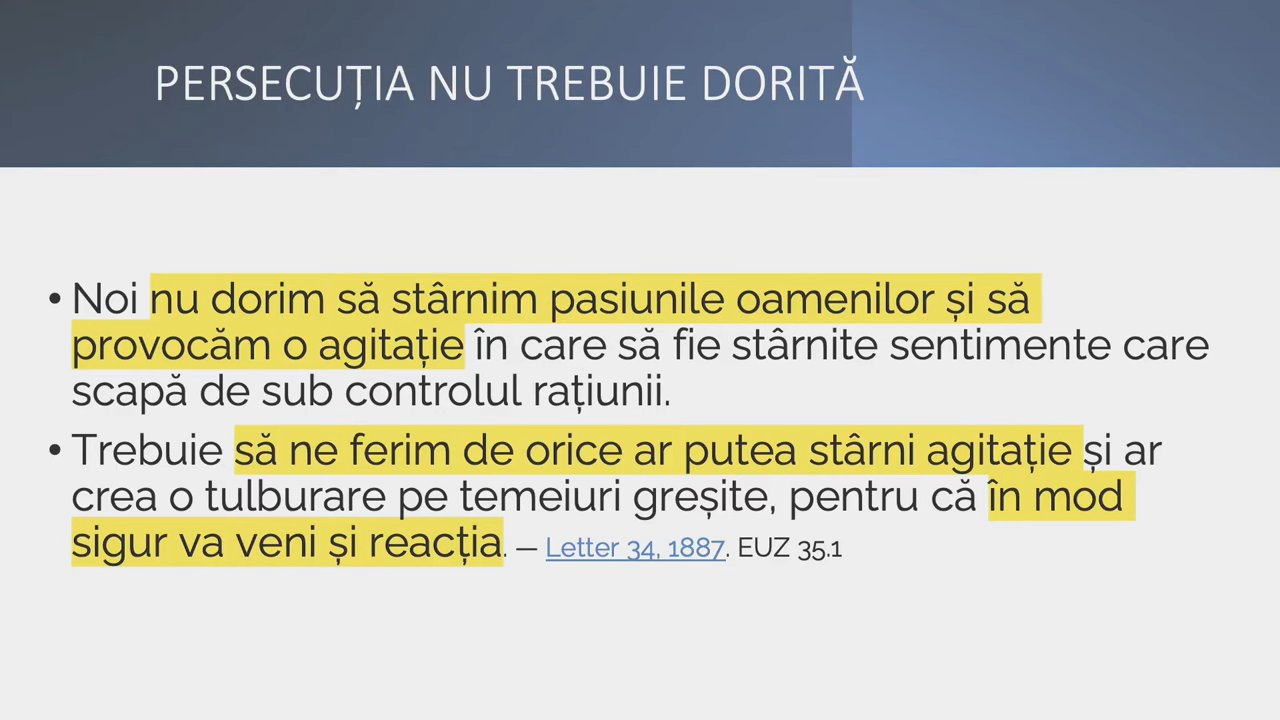 PERSECUȚIA NU TREBUIE DORITĂ
• Noi nu dorim să stârnim pasiunile oamenilor și să
provocăm o agitație în care să fie stârnite sentimente care
scapă de sub controlul rațiunii.
• Trebuie să ne ferim de orice ar putea stârni agitație și ar
crea o tulburare pe temeiuri greșite, pentru că în mod
sigur va veni și reacția. — Letter 34, 1887. EUZ 35.1